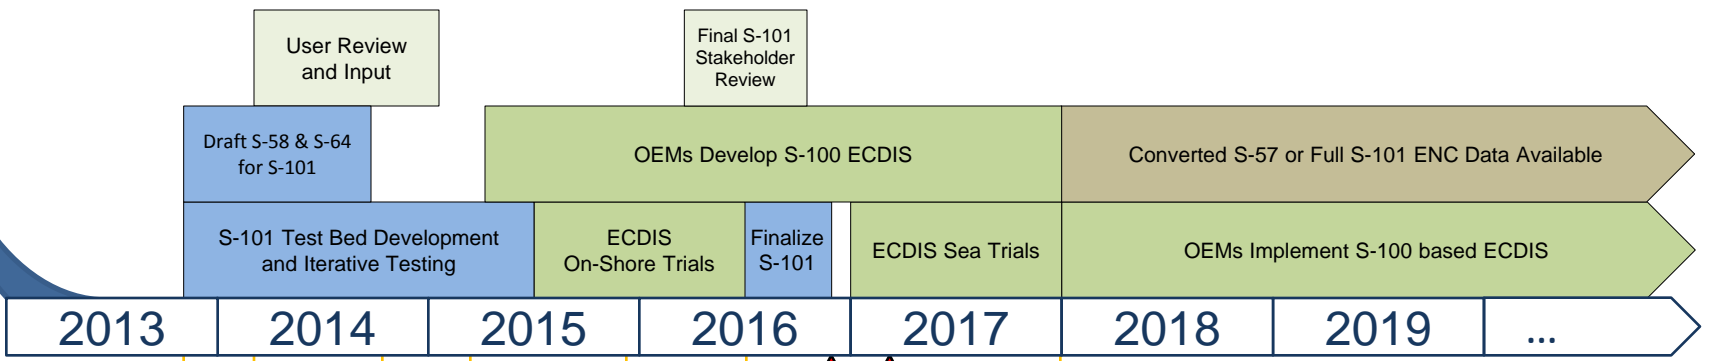 User Review
and Input
Final S-101
Stakeholder
Review
Draft S-58 & S-64
for S-101
OEMs Develop S-100 ECDIS
Converted S-57 or Full S-101 ENC Data Available
S-101 Test Bed Development
and Iterative Testing
ECDIS
On-Shore Trials
Finalize
S-101
ECDIS Sea Trials
OEMs Implement S-100 based ECDIS
2013
2014
2015
2016
2017
2018
2019
...